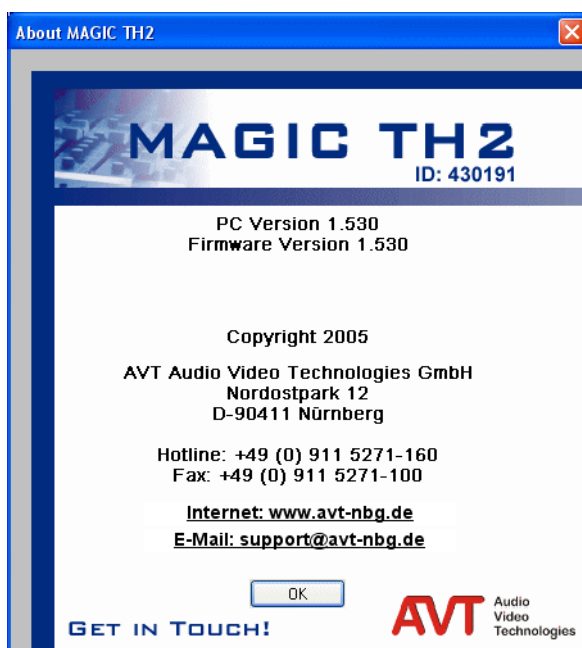 About MAGIC TH2
MAGIC TH2
ID: 430191
PC Version 1.530
Firmware Version 1.530
Copyright 2005
AVT Audio Video Technologies GmbH
Nordostpark 12
D-90411 Nürnberg
Hotline: +49 (0) 911 5271-160
Fax: +49 (0) 911 5271-100
Internet: www.avt-nbg.de
E-Mail: support@avt-nbg.de
OK
GET IN TOUCH!
AVT
Audio
Video
Technologies